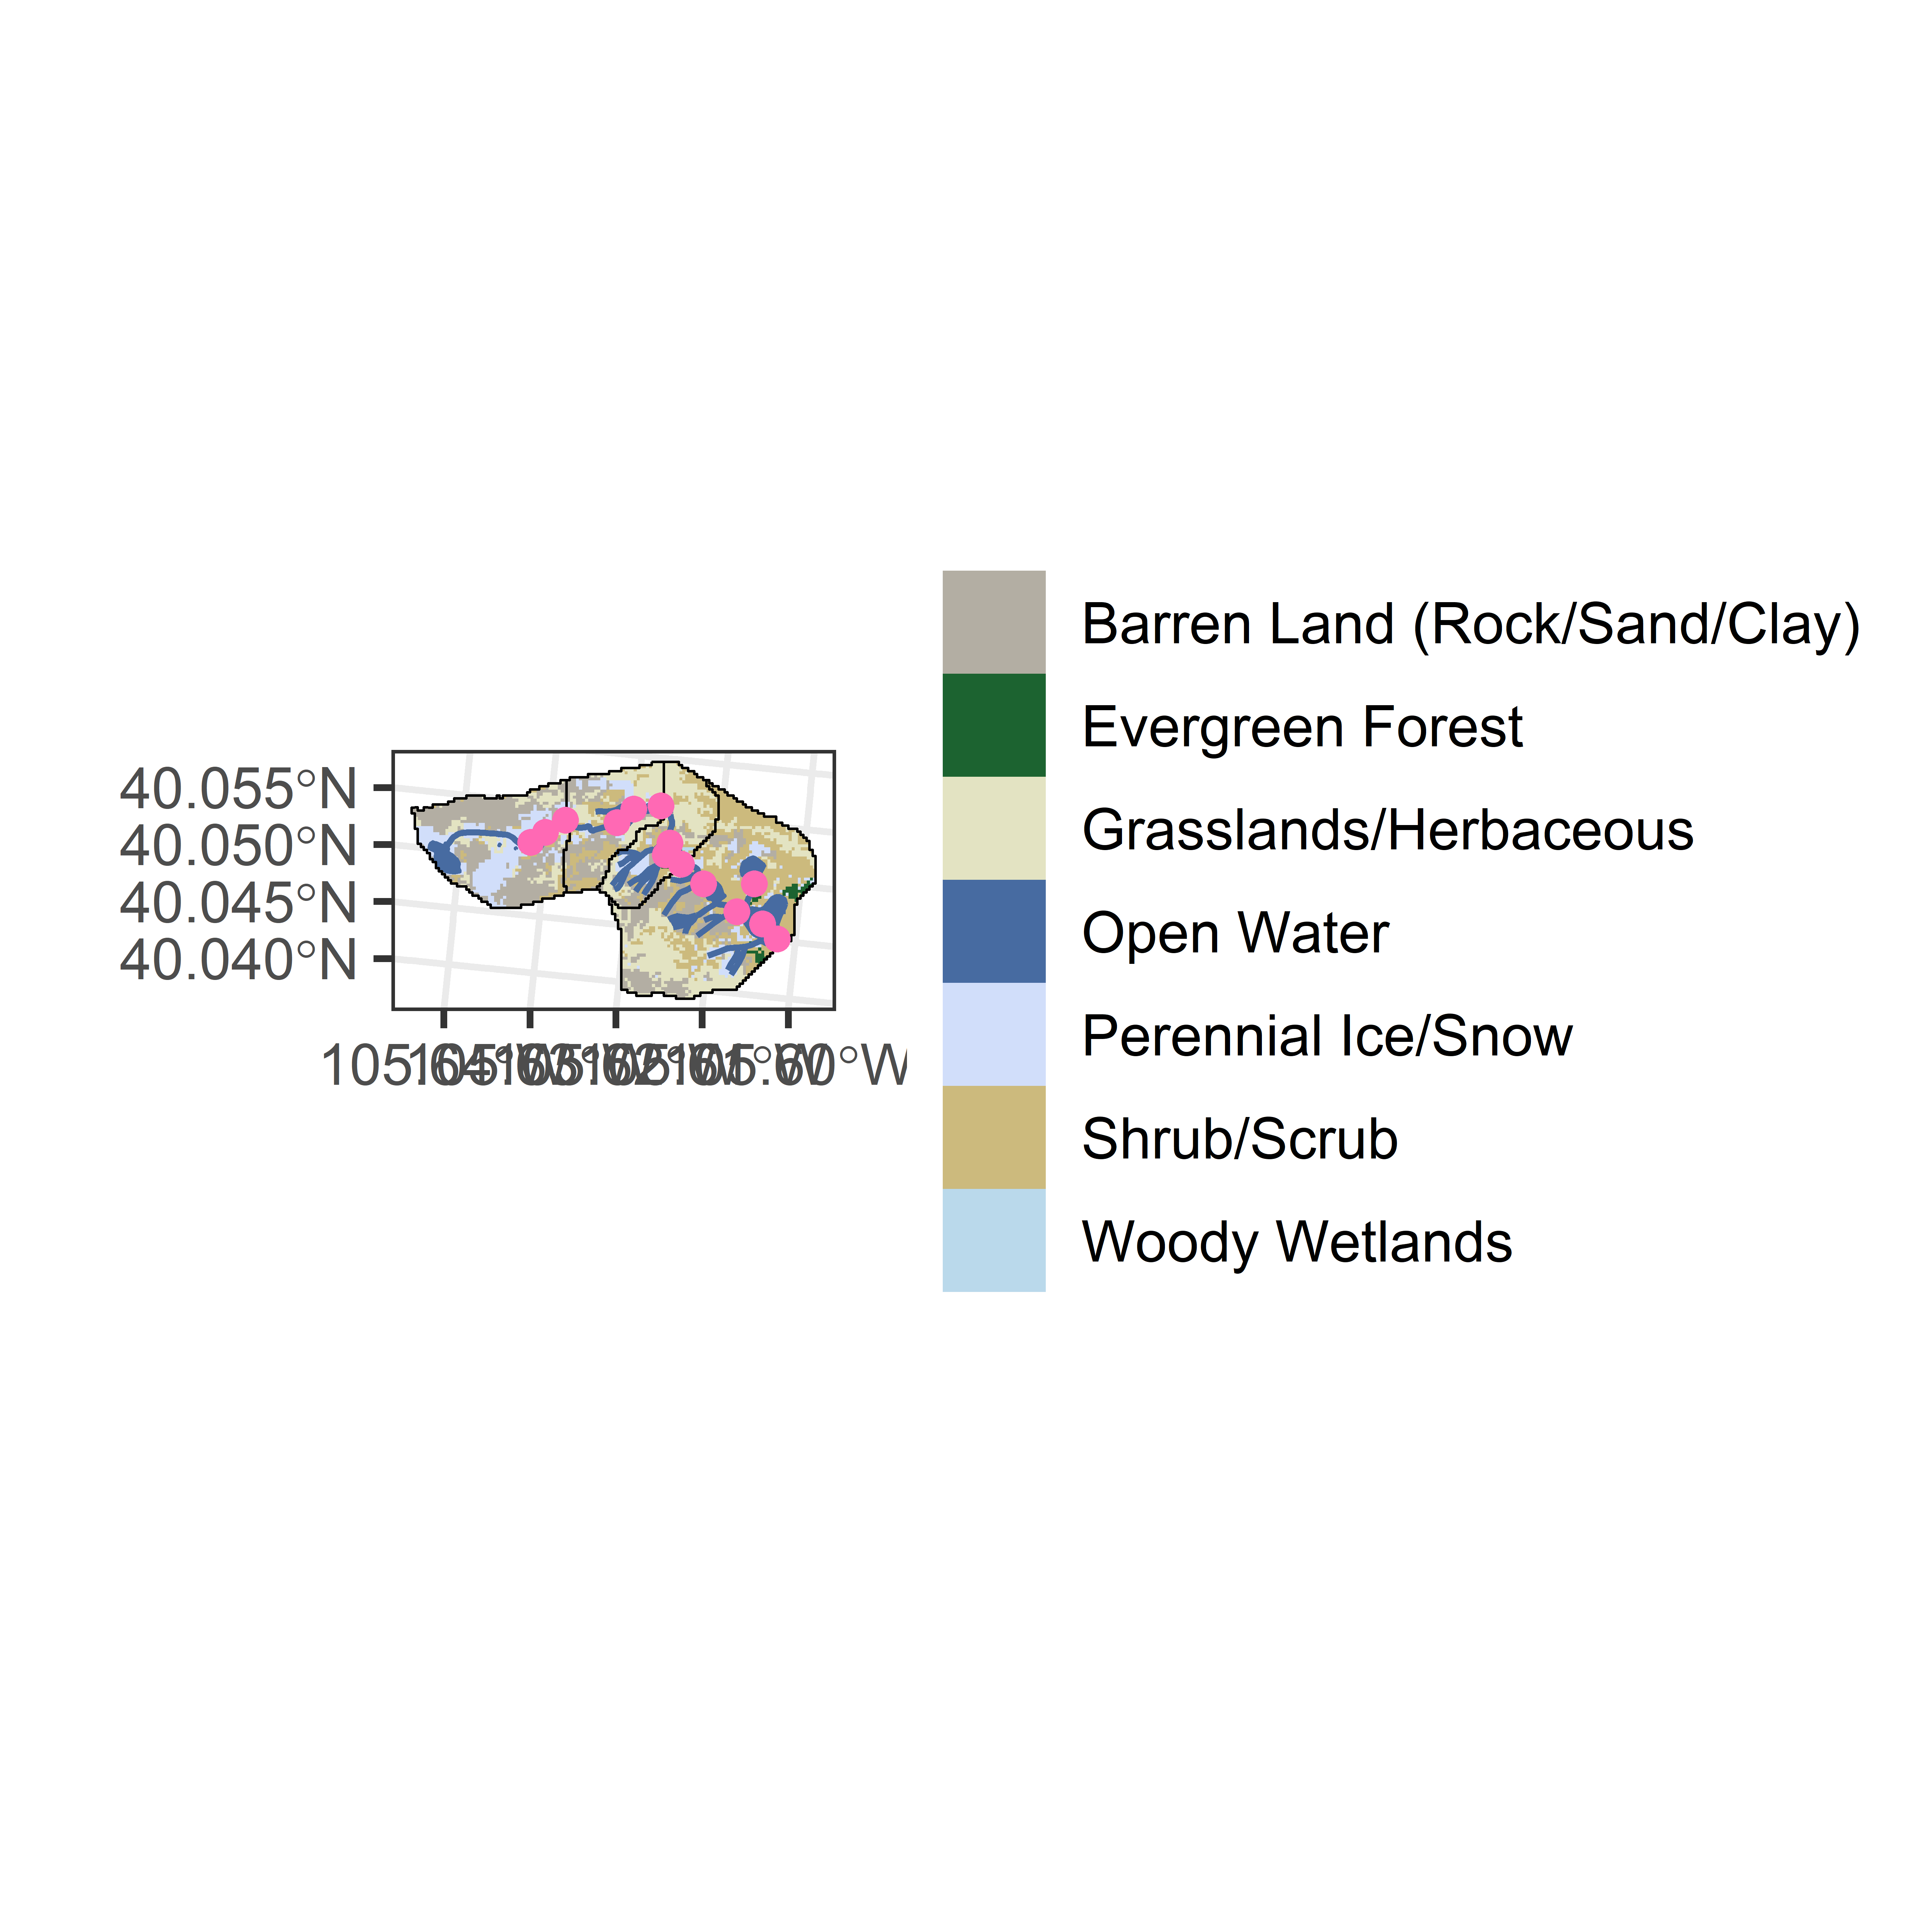 40.055°N
40.050°N
40.045°N
40.040°N
Barren Land (Rock/Sand/Clay)
Evergreen Forest
Grasslands/Herbaceous
Open Water
Perennial Ice/Snow
Shrub/Scrub
Woody Wetlands